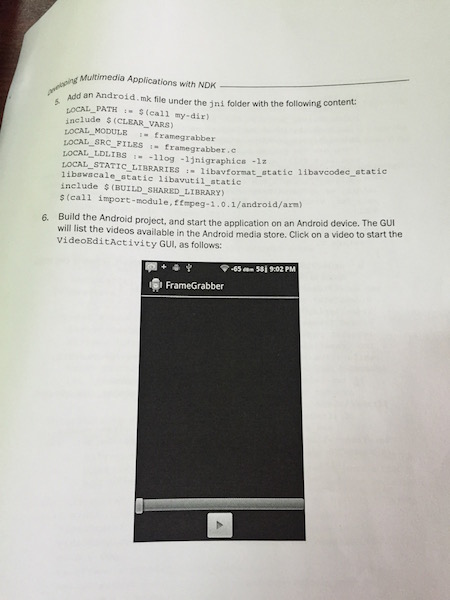 Developing Multimedia Applications with NDK
5. Add an Android.mk file under the jni folder with the following content:
LOCAL_PATH := $(call my-dir)
include $(CLEAR_VARS)
LOCAL_MODULE := framegrabber
LOCAL_SRC_FILES := framegrabber.c
LOCAL_LDLIBS := -llog -ljnigraphics -lz
LOCAL_STATIC_LIBRARIES := libavformat_static libavcodec_static
libswscale_static libavutil_static
include $(BUILD_SHARED_LIBRARY)
$(call import-module,ffmpeg-1.0.1/android/arm)
6. Build the Android project, and start the application on an Android device. The GUI
will list the videos available in the Android media store. Click on a video to start the
VideoEditActivity GUI, as follows:
-65 dBm 58 9:02 PM
FrameGrabber